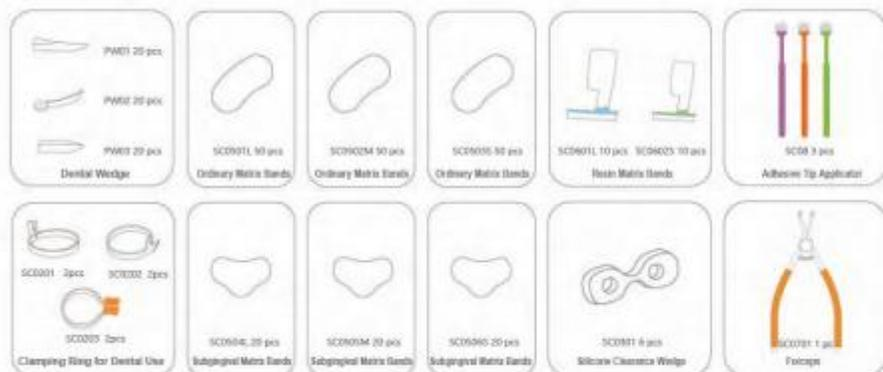 PW01 20 pcs
PW02 20 pcs
PW03 20 pcs
Dental Wedge
SC0501L 50 pcs
Ordinary Matrix Bands
SC0502M 50 pcs
Ordinary Matrix Bands
SC0503S 50 pcs
Ordinary Matrix Bands
SC0601L 10 pcs SC0602S 10 pcs
Resin Matrix Bands
SC08 3 pcs
Adhesive Tip Applicator
SC0201 2pcs SC0202 2pcs
SC0203 2pcs
Clamping Ring for Dental Use
SC0504L 20 pcs
Subgingival Matrix Bands
SC0505M 20 pcs
Subgingival Matrix Bands
SC0506S 20 pcs
Subgingival Matrix Bands
SC0301 6 pcs
Silicone Clearance Wedge
SC0701 1 pcs
Forceps